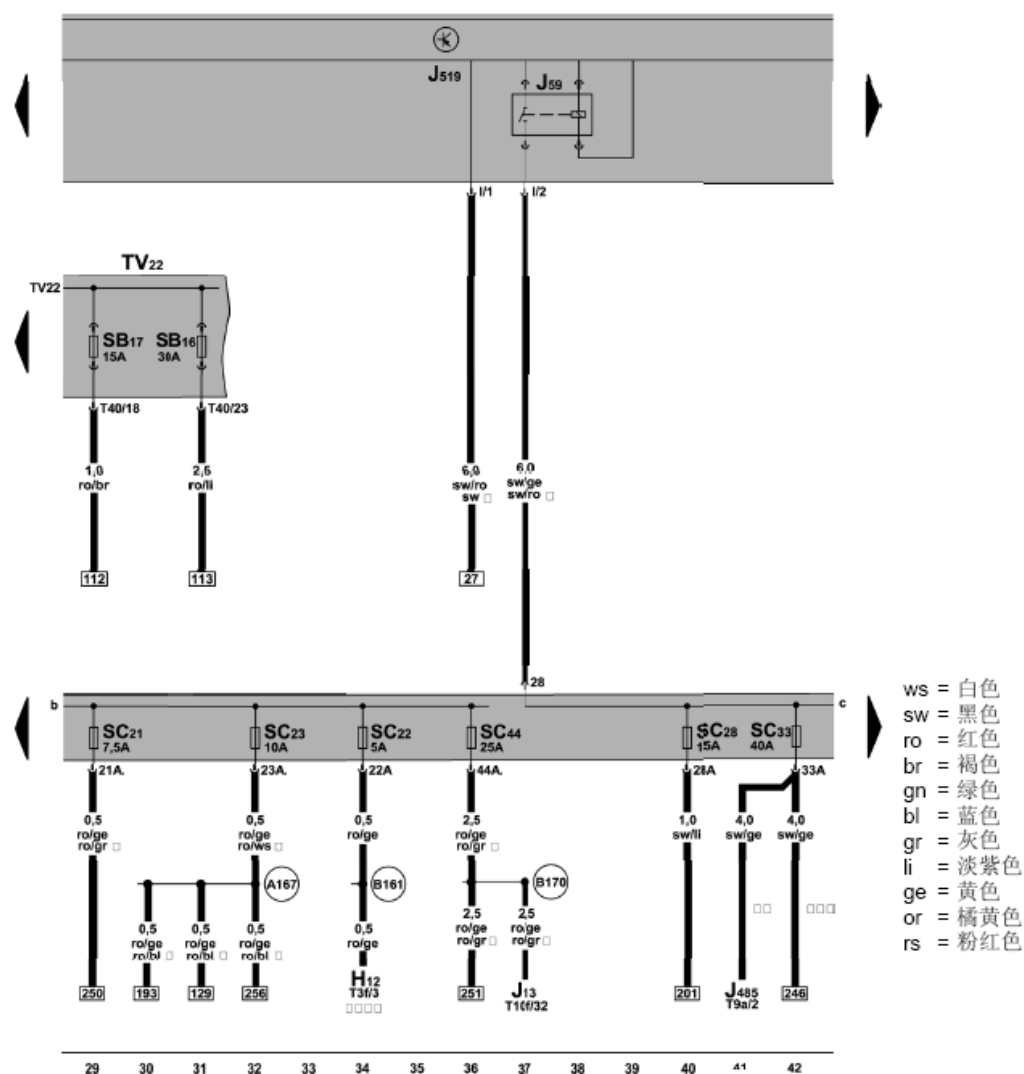 J519
J59
I/1
I/2
TV22
TV22
SB17
15A
SB16
30A
T40/18
T40/23
1,0
ro/br
2,5
ro/li
6,0
sw/ro
sw □
6,0
sw/ge
sw/ro □
112
113
27
28
b
c
SC21
7,5A
SC23
10A
SC22
5A
SC44
25A
SC28
15A
SC33
40A
21A
23A
22A
44A
28A
33A
0,5
ro/ge
ro/gr □
0,5
ro/ge
ro/ws □
0,5
ro/ge
2,5
ro/ge
ro/gr □
1,0
sw/li
4,0
sw/ge
4,0
sw/ge
A167
B161
B170
0,5
ro/ge
ro/bl □
0,5
ro/ge
ro/bl □
0,5
ro/ge
ro/bl □
0,5
ro/ge
2,5
ro/ge
ro/gr □
2,5
ro/ge
ro/gr □
□□
□□□
250
193
129
256
H12
T3f/3
□□□□
251
J13
T10f/32
201
J485
T9a/2
246
29 30 31 32 33 34 35 36 37 38 39 40 41 42
ws = 白色
sw = 黑色
ro = 红色
br = 褐色
gn = 绿色
bl = 蓝色
gr = 灰色
li = 淡紫色
ge = 黄色
or = 橘黄色
rs = 粉红色